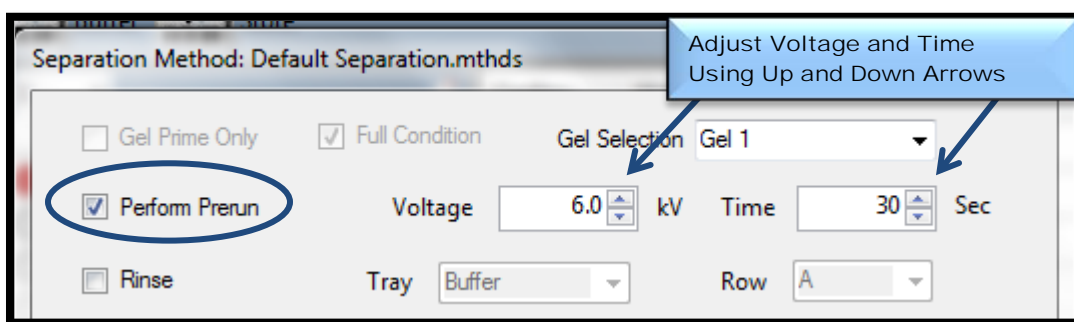 Separation Method: Default Separation.mthds
Adjust Voltage and Time
Using Up and Down Arrows
Gel Prime Only Full Condition Gel Selection Gel 1
Perform Prerun Voltage 6.0 kV Time 30 Sec
Rinse Tray Buffer Row A